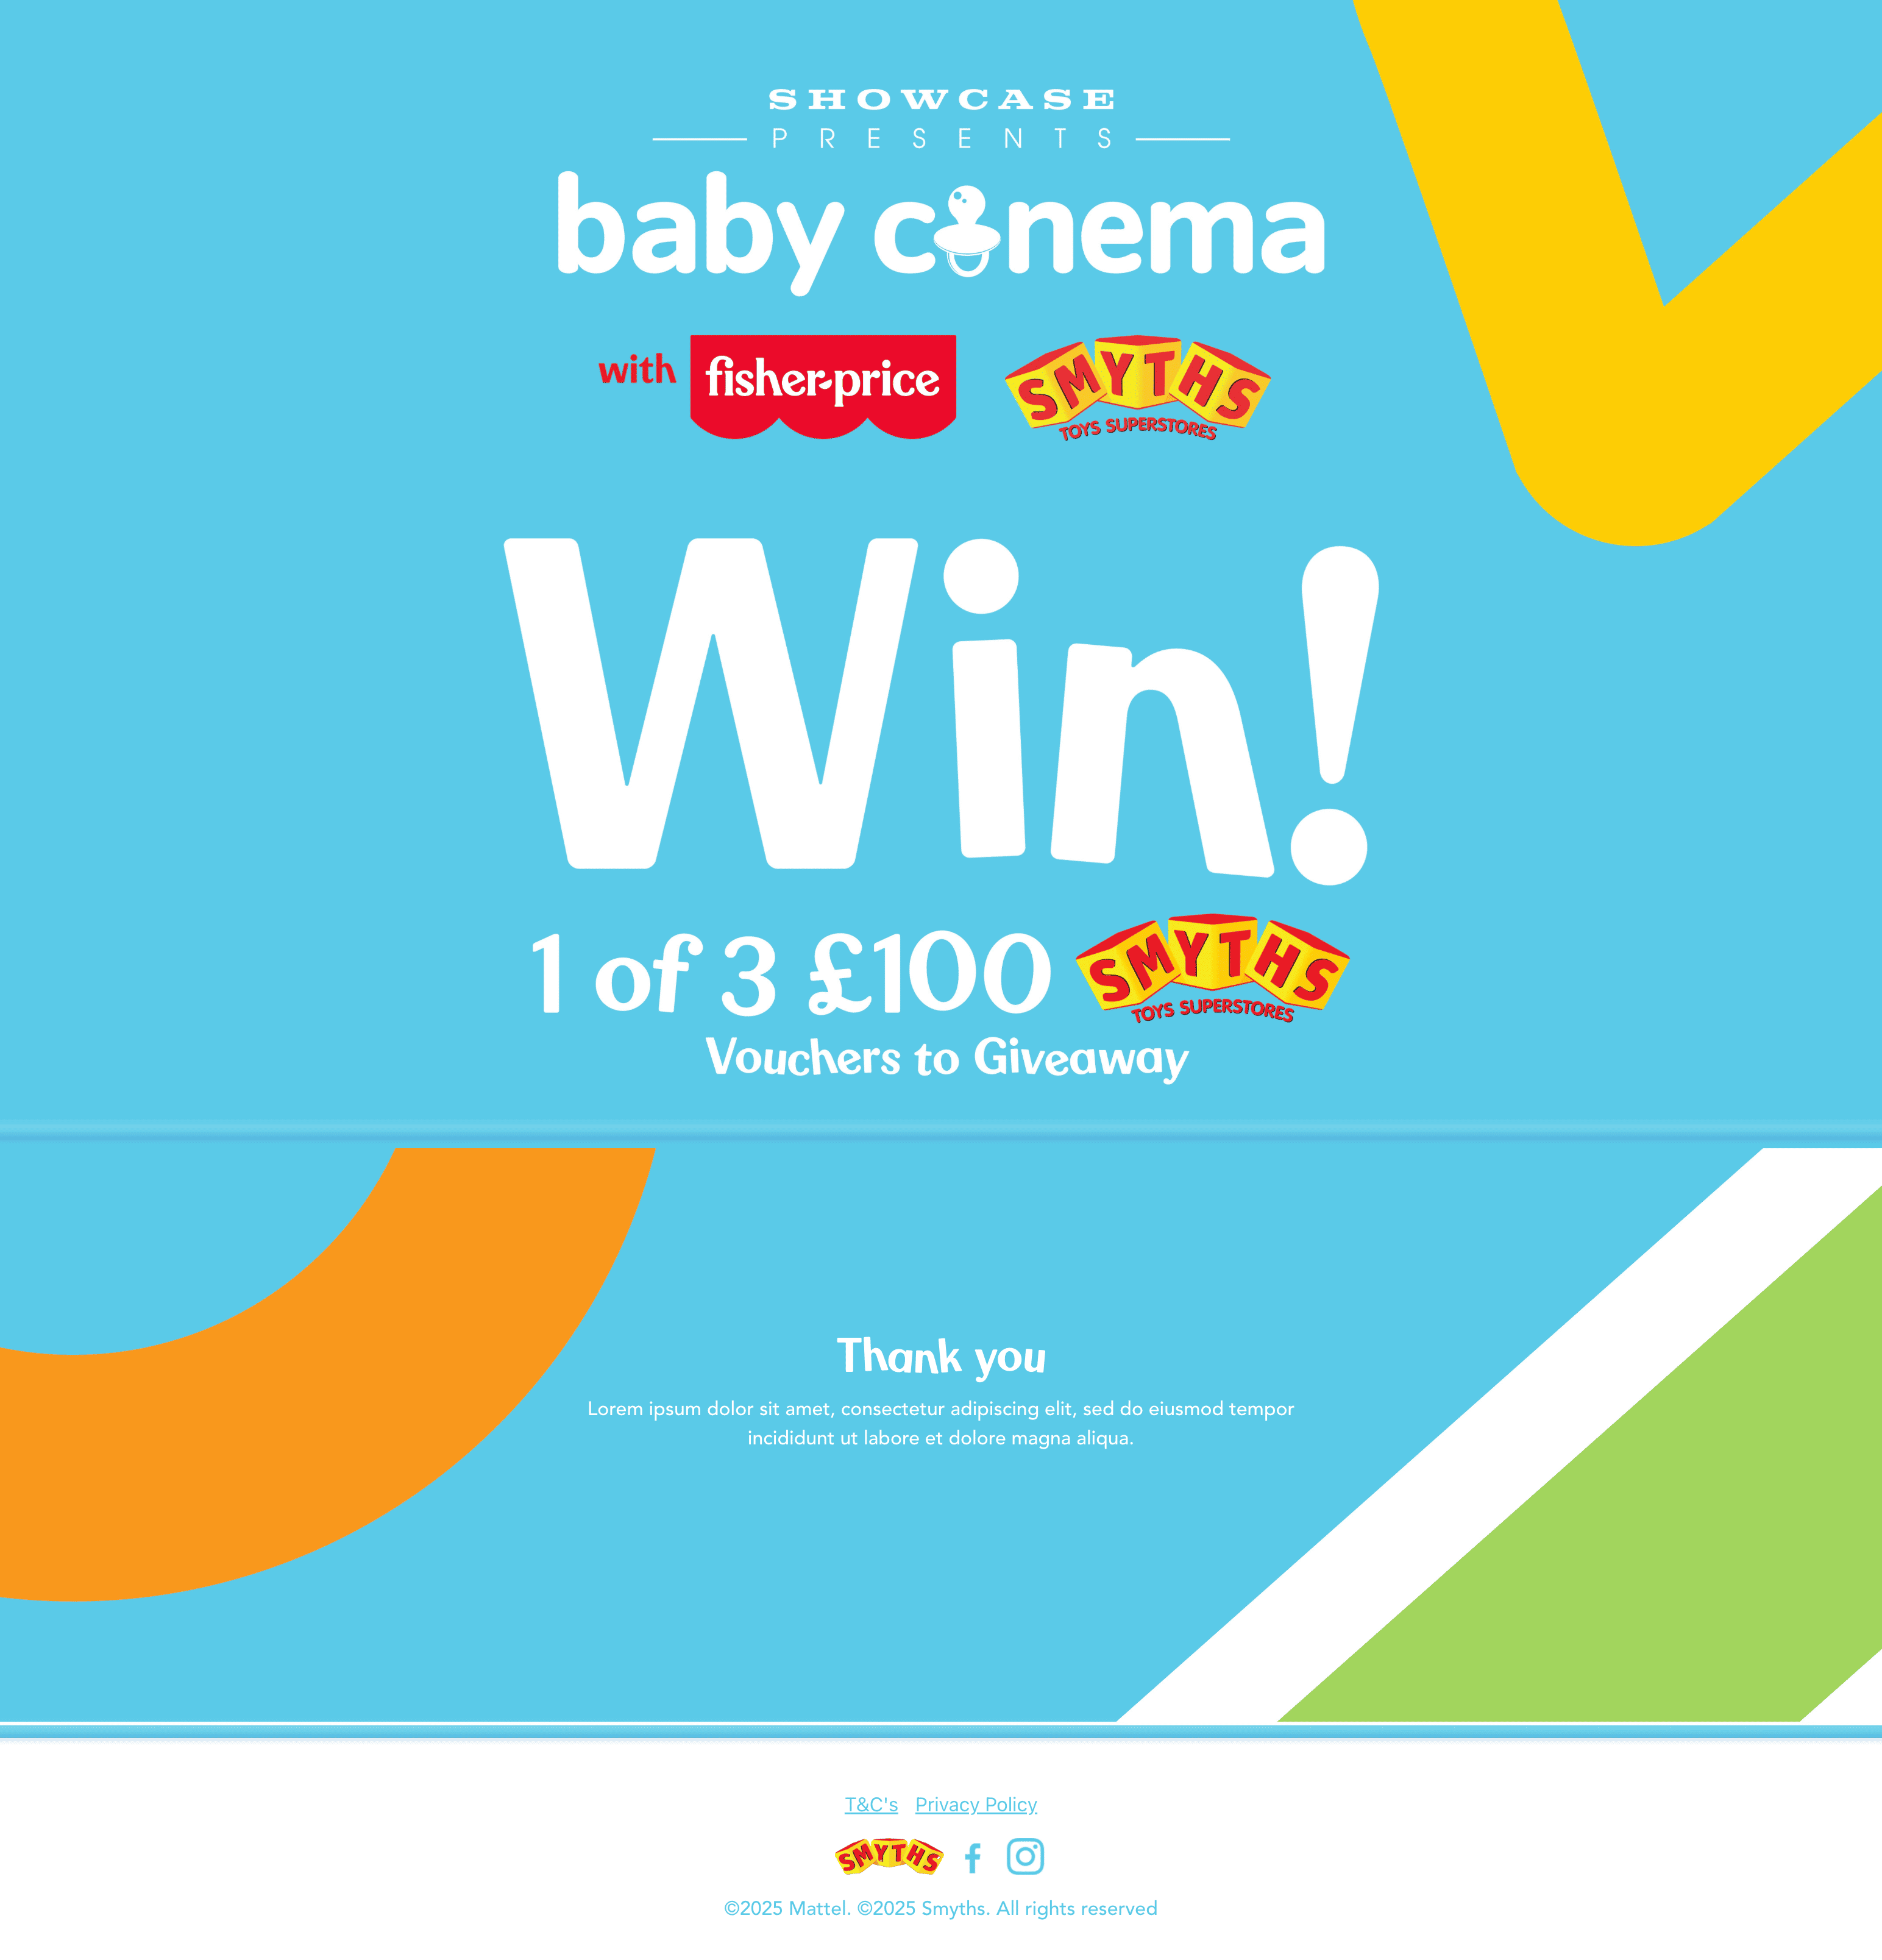 SHOWCASE
PRESENTS
baby cinema
with fisher-price SMYTHS
TOYS SUPERSTORES
Win!
1 of 3 £100 SMYTHS
TOYS SUPERSTORES
Vouchers to Giveaway
Thank you
Lorem ipsum dolor sit amet, consectetur adipiscing elit, sed do eiusmod tempor
incididunt ut labore et dolore magna aliqua.
T&C's Privacy Policy
SMYTHS
©2025 Mattel. ©2025 Smyths. All rights reserved